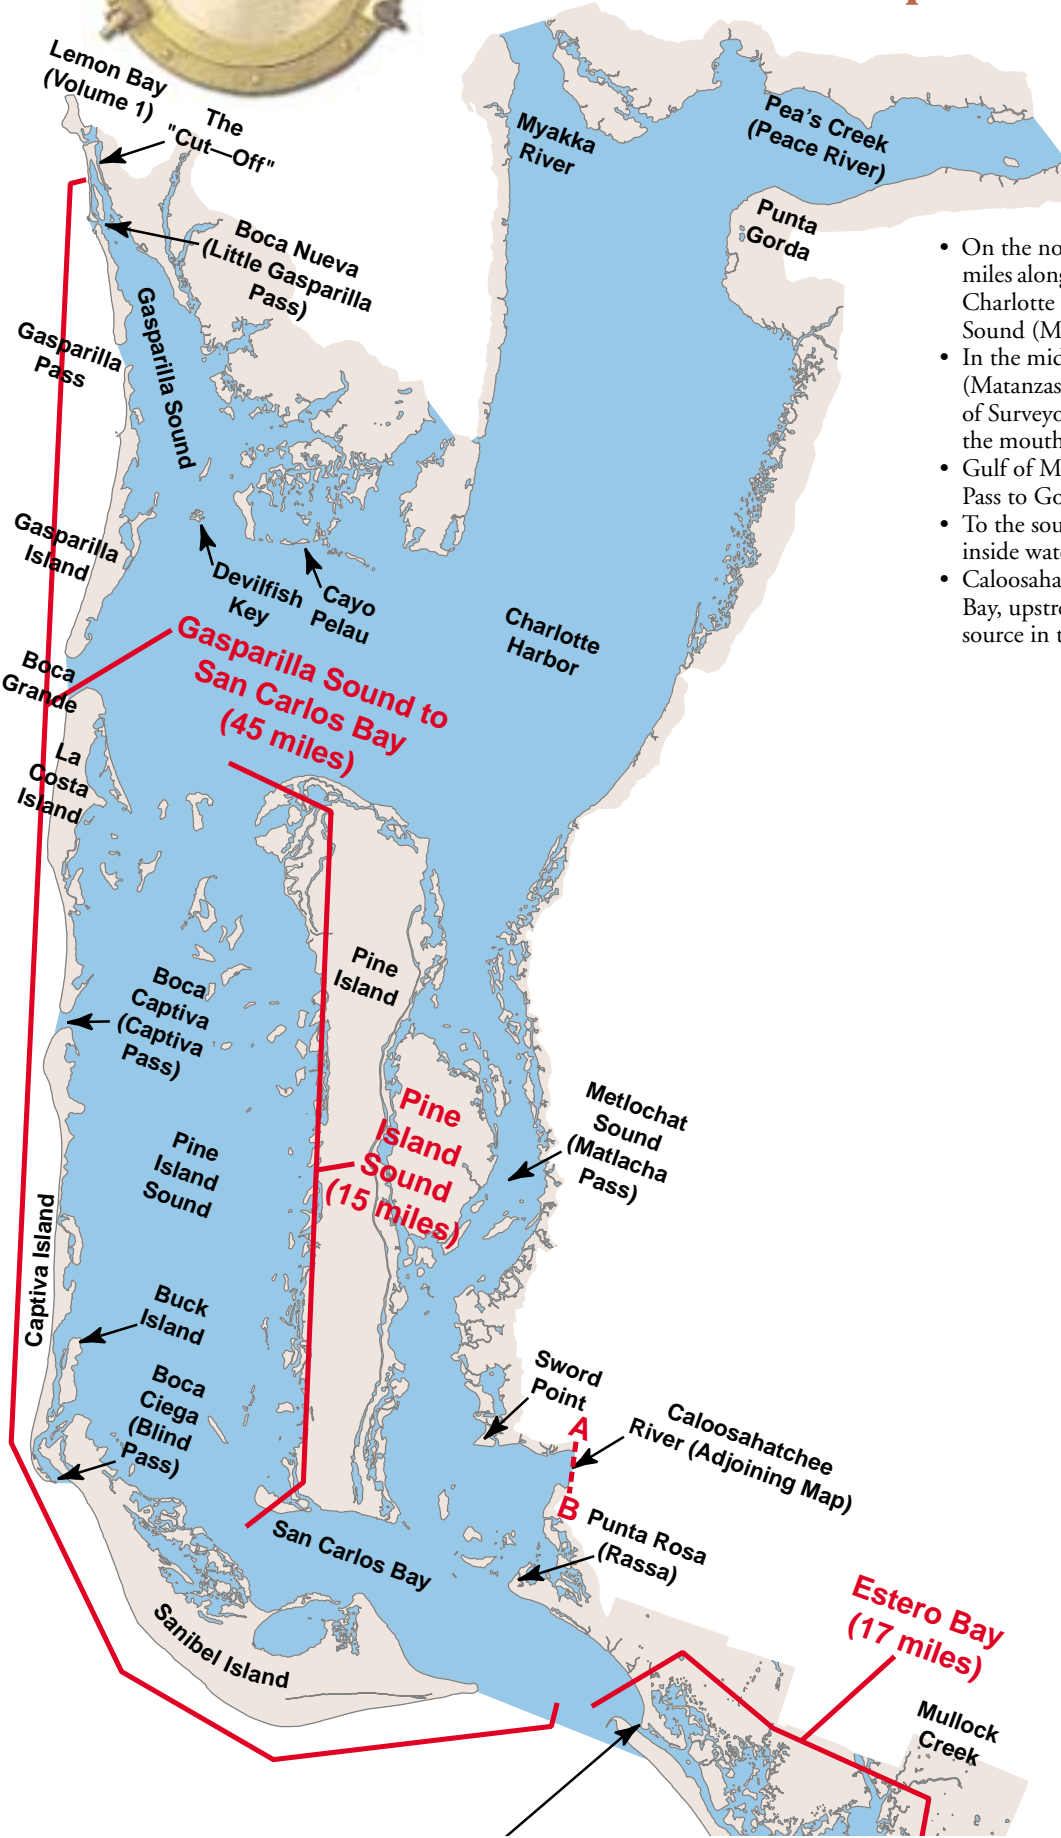 Lemon Bay
(Volume 1)
The
"Cut—Off"
Myakka
River
Pea's Creek
(Peace River)
Punta
Gorda
Boca Nueva
(Little Gasparilla
Pass)
Gasparilla
Pass
Gasparilla Sound
Gasparilla
Island
Devilfish
Key
Cayo
Pelau
Charlotte
Harbor
Boca
Grande
Gasparilla Sound to
San Carlos Bay
(45 miles)
La
Costa
Island
Pine
Island
Boca
Captiva
(Captiva
Pass)
Pine
Island
Sound
(15 miles)
Metlochat
Sound
(Matlacha
Pass)
Pine
Island
Sound
Captiva Island
Buck
Island
Boca
Ciega
(Blind
Pass)
Sword
Point
A
Caloosahatchee
River (Adjoining Map)
B
Punta Rosa
(Rassa)
San Carlos Bay
Sanibel Island
Estero Bay
(17 miles)
Mullock
Creek
• On the no
miles along
Charlotte
Sound (M
• In the mid
(Matanzas
of Surveyo
the mouth
• Gulf of M
Pass to Go
• To the sou
inside wat
• Caloosaha
Bay, upstre
source in t